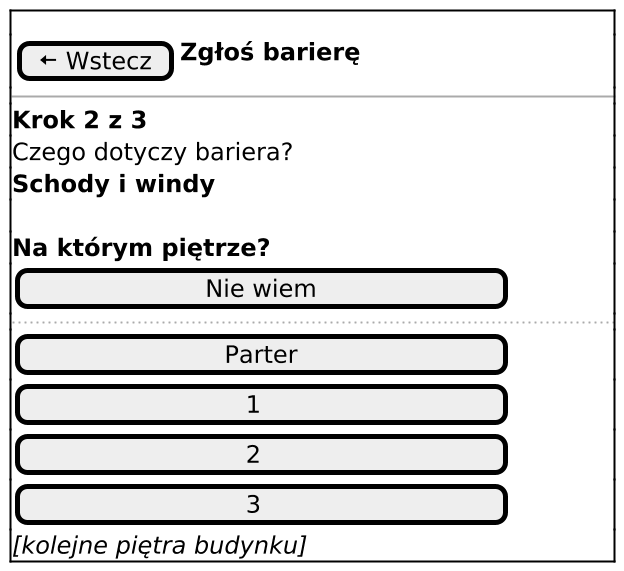 ← Wstecz Zgłoś barierę
Krok 2 z 3
Czego dotyczy bariera?
Schody i windy
Na którym piętrze?
Nie wiem
Parter
1
2
3
[kolejne piętra budynku]